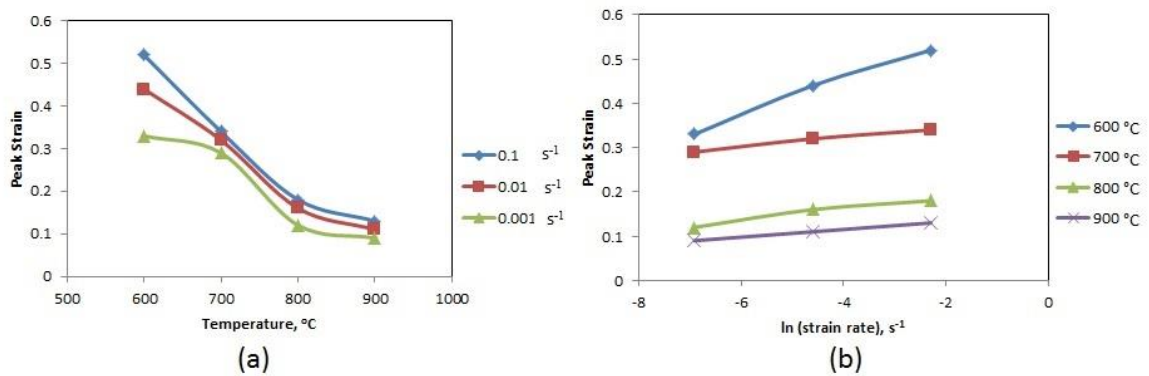 0.6
0.5
0.4
0.3
0.2
0.1
0
Peak Strain
500 600 700 800 900 1000
Temperature, °C
0.1 S-1
0.01 S-1
0.001 S-1
(a)
0.6
0.5
0.4
0.3
0.2
0.1
0
Peak Strain
-8 -6 -4 -2 0
ln (strain rate), s-1
600 °C
700 °C
800 °C
900 °C
(b)